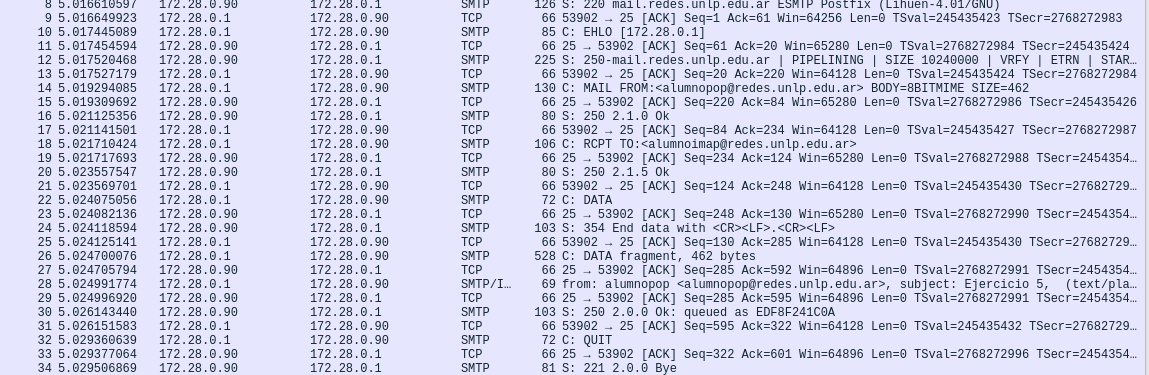 8 5.016610597 172.28.0.90 172.28.0.1 SMTP 126 S: 220 mail.redes.unlp.edu.ar ESMTP Postfix (Lihuen-4.01/GNU)
9 5.016649923 172.28.0.1 172.28.0.90 TCP 66 53902 → 25 [ACK] Seq=1 Ack=61 Win=64256 Len=0 TSval=245435423 TSecr=2768272983
10 5.017445089 172.28.0.1 172.28.0.90 SMTP 85 C: EHLO [172.28.0.1]
11 5.017454594 172.28.0.90 172.28.0.1 TCP 66 25 → 53902 [ACK] Seq=61 Ack=20 Win=65280 Len=0 TSval=2768272984 TSecr=245435424
12 5.017520468 172.28.0.90 172.28.0.1 SMTP 225 S: 250-mail.redes.unlp.edu.ar | PIPELINING | SIZE 10240000 | VRFY | ETRN | STAR…
13 5.017527179 172.28.0.1 172.28.0.90 TCP 66 53902 → 25 [ACK] Seq=20 Ack=220 Win=64128 Len=0 TSval=245435424 TSecr=2768272984
14 5.019294085 172.28.0.1 172.28.0.90 SMTP 130 C: MAIL FROM:<alumnopop@redes.unlp.edu.ar> BODY=8BITMIME SIZE=462
15 5.019309692 172.28.0.90 172.28.0.1 TCP 66 25 → 53902 [ACK] Seq=220 Ack=84 Win=65280 Len=0 TSval=2768272986 TSecr=245435426
16 5.021125356 172.28.0.90 172.28.0.1 SMTP 80 S: 250 2.1.0 Ok
17 5.021141501 172.28.0.1 172.28.0.90 TCP 66 53902 → 25 [ACK] Seq=84 Ack=234 Win=64128 Len=0 TSval=245435427 TSecr=2768272987
18 5.021710424 172.28.0.1 172.28.0.90 SMTP 106 C: RCPT TO:<alumnoimap@redes.unlp.edu.ar>
19 5.021717693 172.28.0.90 172.28.0.1 TCP 66 25 → 53902 [ACK] Seq=234 Ack=124 Win=65280 Len=0 TSval=2768272988 TSecr=2454354…
20 5.023557547 172.28.0.90 172.28.0.1 SMTP 80 S: 250 2.1.5 Ok
21 5.023569701 172.28.0.1 172.28.0.90 TCP 66 53902 → 25 [ACK] Seq=124 Ack=248 Win=64128 Len=0 TSval=245435430 TSecr=27682729…
22 5.024075056 172.28.0.1 172.28.0.90 SMTP 72 C: DATA
23 5.024082136 172.28.0.90 172.28.0.1 TCP 66 25 → 53902 [ACK] Seq=248 Ack=130 Win=65280 Len=0 TSval=2768272990 TSecr=2454354…
24 5.024118594 172.28.0.90 172.28.0.1 SMTP 103 S: 354 End data with <CR><LF>.<CR><LF>
25 5.024125141 172.28.0.1 172.28.0.90 TCP 66 53902 → 25 [ACK] Seq=130 Ack=285 Win=64128 Len=0 TSval=245435430 TSecr=27682729…
26 5.024700076 172.28.0.1 172.28.0.90 SMTP 528 C: DATA fragment, 462 bytes
27 5.024705794 172.28.0.90 172.28.0.1 TCP 66 25 → 53902 [ACK] Seq=285 Ack=592 Win=64896 Len=0 TSval=2768272991 TSecr=2454354…
28 5.024991774 172.28.0.1 172.28.0.90 SMTP/I… 69 from: alumnopop <alumnopop@redes.unlp.edu.ar>, subject: Ejercicio 5, (text/pla…
29 5.024996920 172.28.0.90 172.28.0.1 TCP 66 25 → 53902 [ACK] Seq=285 Ack=595 Win=64896 Len=0 TSval=2768272991 TSecr=2454354…
30 5.026143440 172.28.0.90 172.28.0.1 SMTP 103 S: 250 2.0.0 Ok: queued as EDF8F241C0A
31 5.026151583 172.28.0.1 172.28.0.90 TCP 66 53902 → 25 [ACK] Seq=595 Ack=322 Win=64128 Len=0 TSval=245435432 TSecr=27682729…
32 5.029360639 172.28.0.1 172.28.0.90 SMTP 72 C: QUIT
33 5.029377064 172.28.0.90 172.28.0.1 TCP 66 25 → 53902 [ACK] Seq=322 Ack=601 Win=64896 Len=0 TSval=2768272996 TSecr=2454354…
34 5.029506869 172.28.0.90 172.28.0.1 SMTP 81 S: 221 2.0.0 Bye